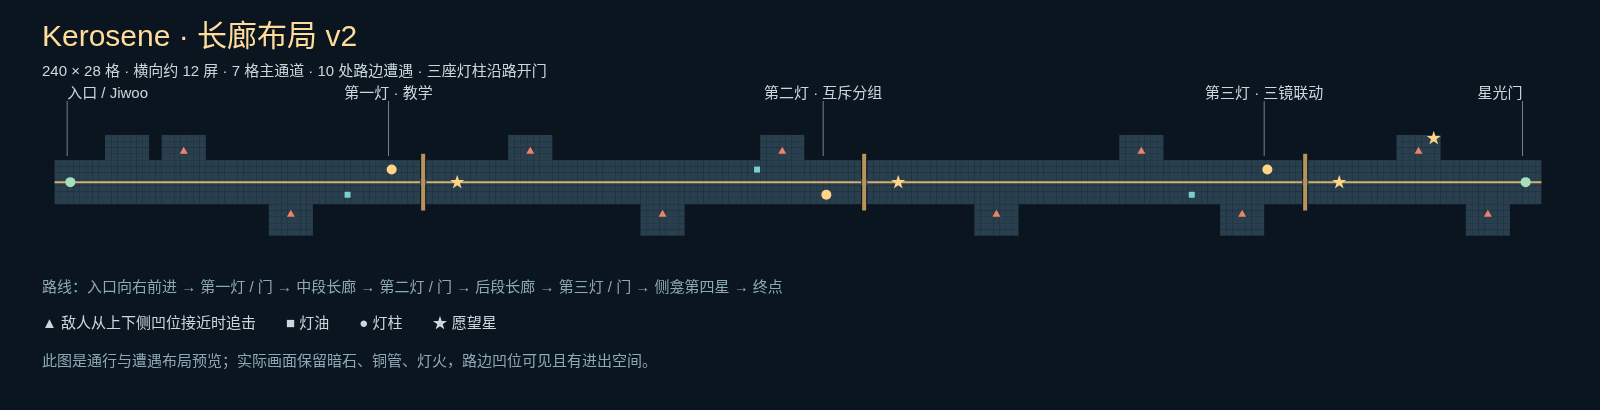 Kerosene · 长廊布局 v2
240 × 28 格 · 横向约 12 屏 · 7 格主通道 · 10 处路边遭遇 · 三座灯柱沿路开门
入口 / Jiwoo
第一灯 · 教学
第二灯 · 互斥分组
第三灯 · 三镜联动
星光门
路线：入口向右前进 → 第一灯 / 门 → 中段长廊 → 第二灯 / 门 → 后段长廊 → 第三灯 / 门 → 侧龛第四星 → 终点
▲ 敌人从上下侧凹位接近时追击 ■ 灯油 ● 灯柱 ★ 愿望星
此图是通行与遭遇布局预览；实际画面保留暗石、铜管、灯火，路边凹位可见且有进出空间。